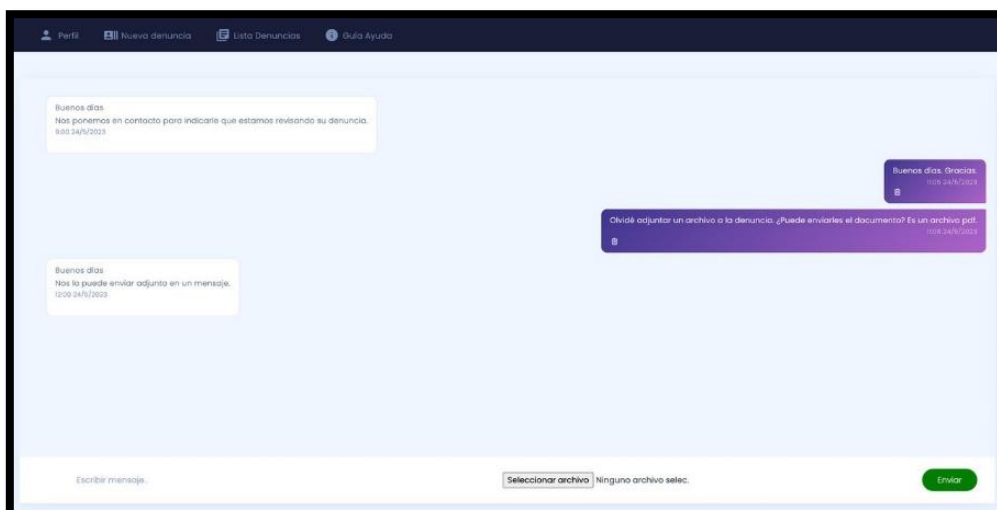 Perfil
Nueva denuncia
Lista Denuncias
Guía Ayuda
Buenos días
Nos ponemos en contacto para indicarle que estamos revisando su denuncia.
9:00 24/5/2023
Buenos días. Gracias.
11:08 24/5/2023
Olvidé adjuntar un archivo a la denuncia. ¿Puede enviarles el documento? Es un archivo pdf.
11:08 24/5/2023
Buenos días
Nos lo puede enviar adjunto en un mensaje.
12:00 24/5/2023
Escribir mensaje.
Seleccionar archivo Ninguno archivo selec.
Enviar